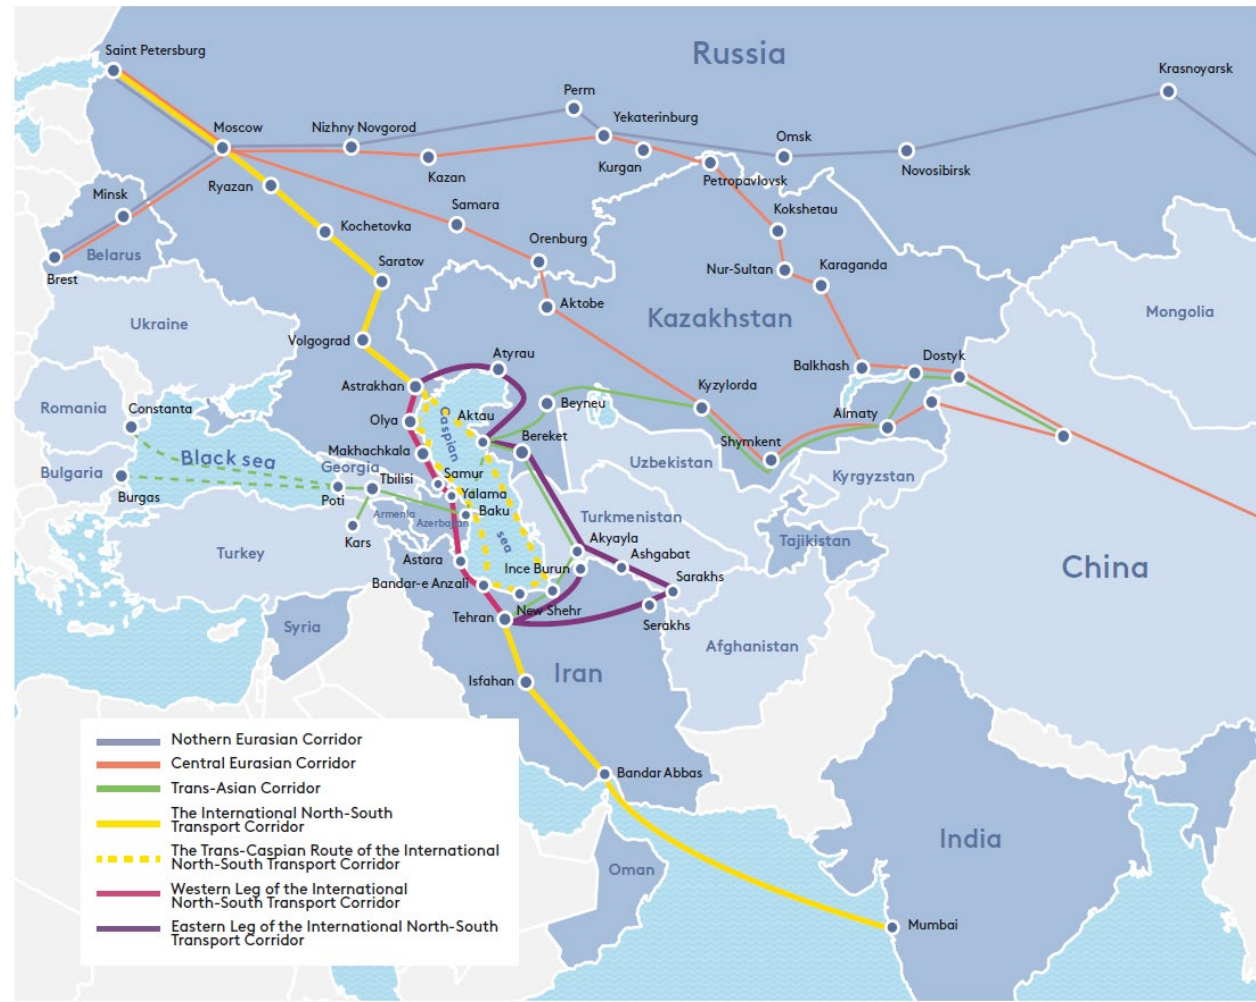 Saint Petersburg
Russia
Krasnoyarsk
Perm
Yekaterinburg
Moscow
Nizhny Novgorod
Omsk
Kazan
Kurgan
Novosibirsk
Ryazan
Petropavlovsk
Minsk
Samara
Kokshetau
Kochetovka
Orenburg
Belarus
Saratov
Nur-Sultan
Karaganda
Brest
Aktobe
Mongolia
Ukraine
Kazakhstan
Volgograd
Atyrau
Balkhash
Dostyk
Astrakhan
Kyzylorda
Romania
Constanta
Beyneu
Olya
Caspian
Aktau
Almaty
Bereket
Shymkent
Black sea
Makhachkala
Uzbekistan
Georgia
Bulgaria
Samur
Kyrgyzstan
Tbilisi
Burgas
Poti
Yalama
Armenia
Baku
Azerbaijan
Turkmenistan
Kars
sea
Akyayla
Tajikistan
Turkey
Astara
Ashgabat
China
Ince Burun
Bandar-e Anzali
Sarakhs
Tehran
New Shehr
Serakhs
Syria
Afghanistan
Isfahan
Iran
Bandar Abbas
India
Oman
Mumbai
Nothern Eurasian Corridor
Central Eurasian Corridor
Trans-Asian Corridor
The International North-South
Transport Corridor
The Trans-Caspian Route of the International
North-South Transport Corridor
Western Leg of the International
North-South Transport Corridor
Eastern Leg of the International North-South
Transport Corridor